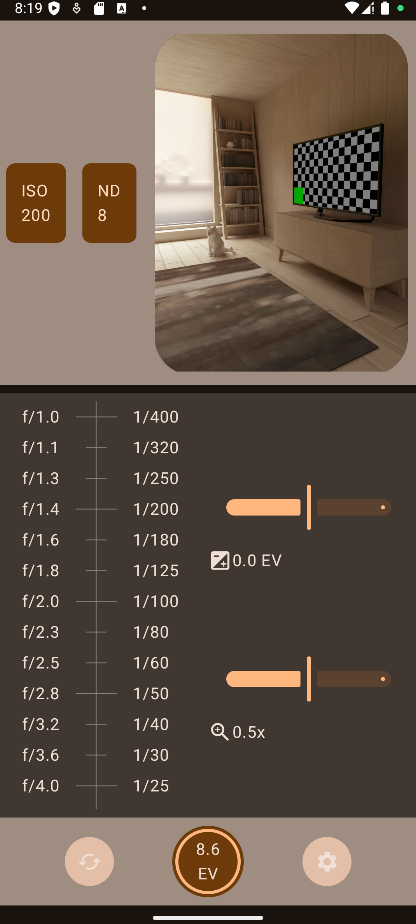 8:19
ISO
200
ND
8
f/1.0 1/400
f/1.1 1/320
f/1.3 1/250
f/1.4 1/200
f/1.6 1/180
f/1.8 1/125
f/2.0 1/100
f/2.3 1/80
f/2.5 1/60
f/2.8 1/50
f/3.2 1/40
f/3.6 1/30
f/4.0 1/25
0.0 EV
0.5x
8.6
EV